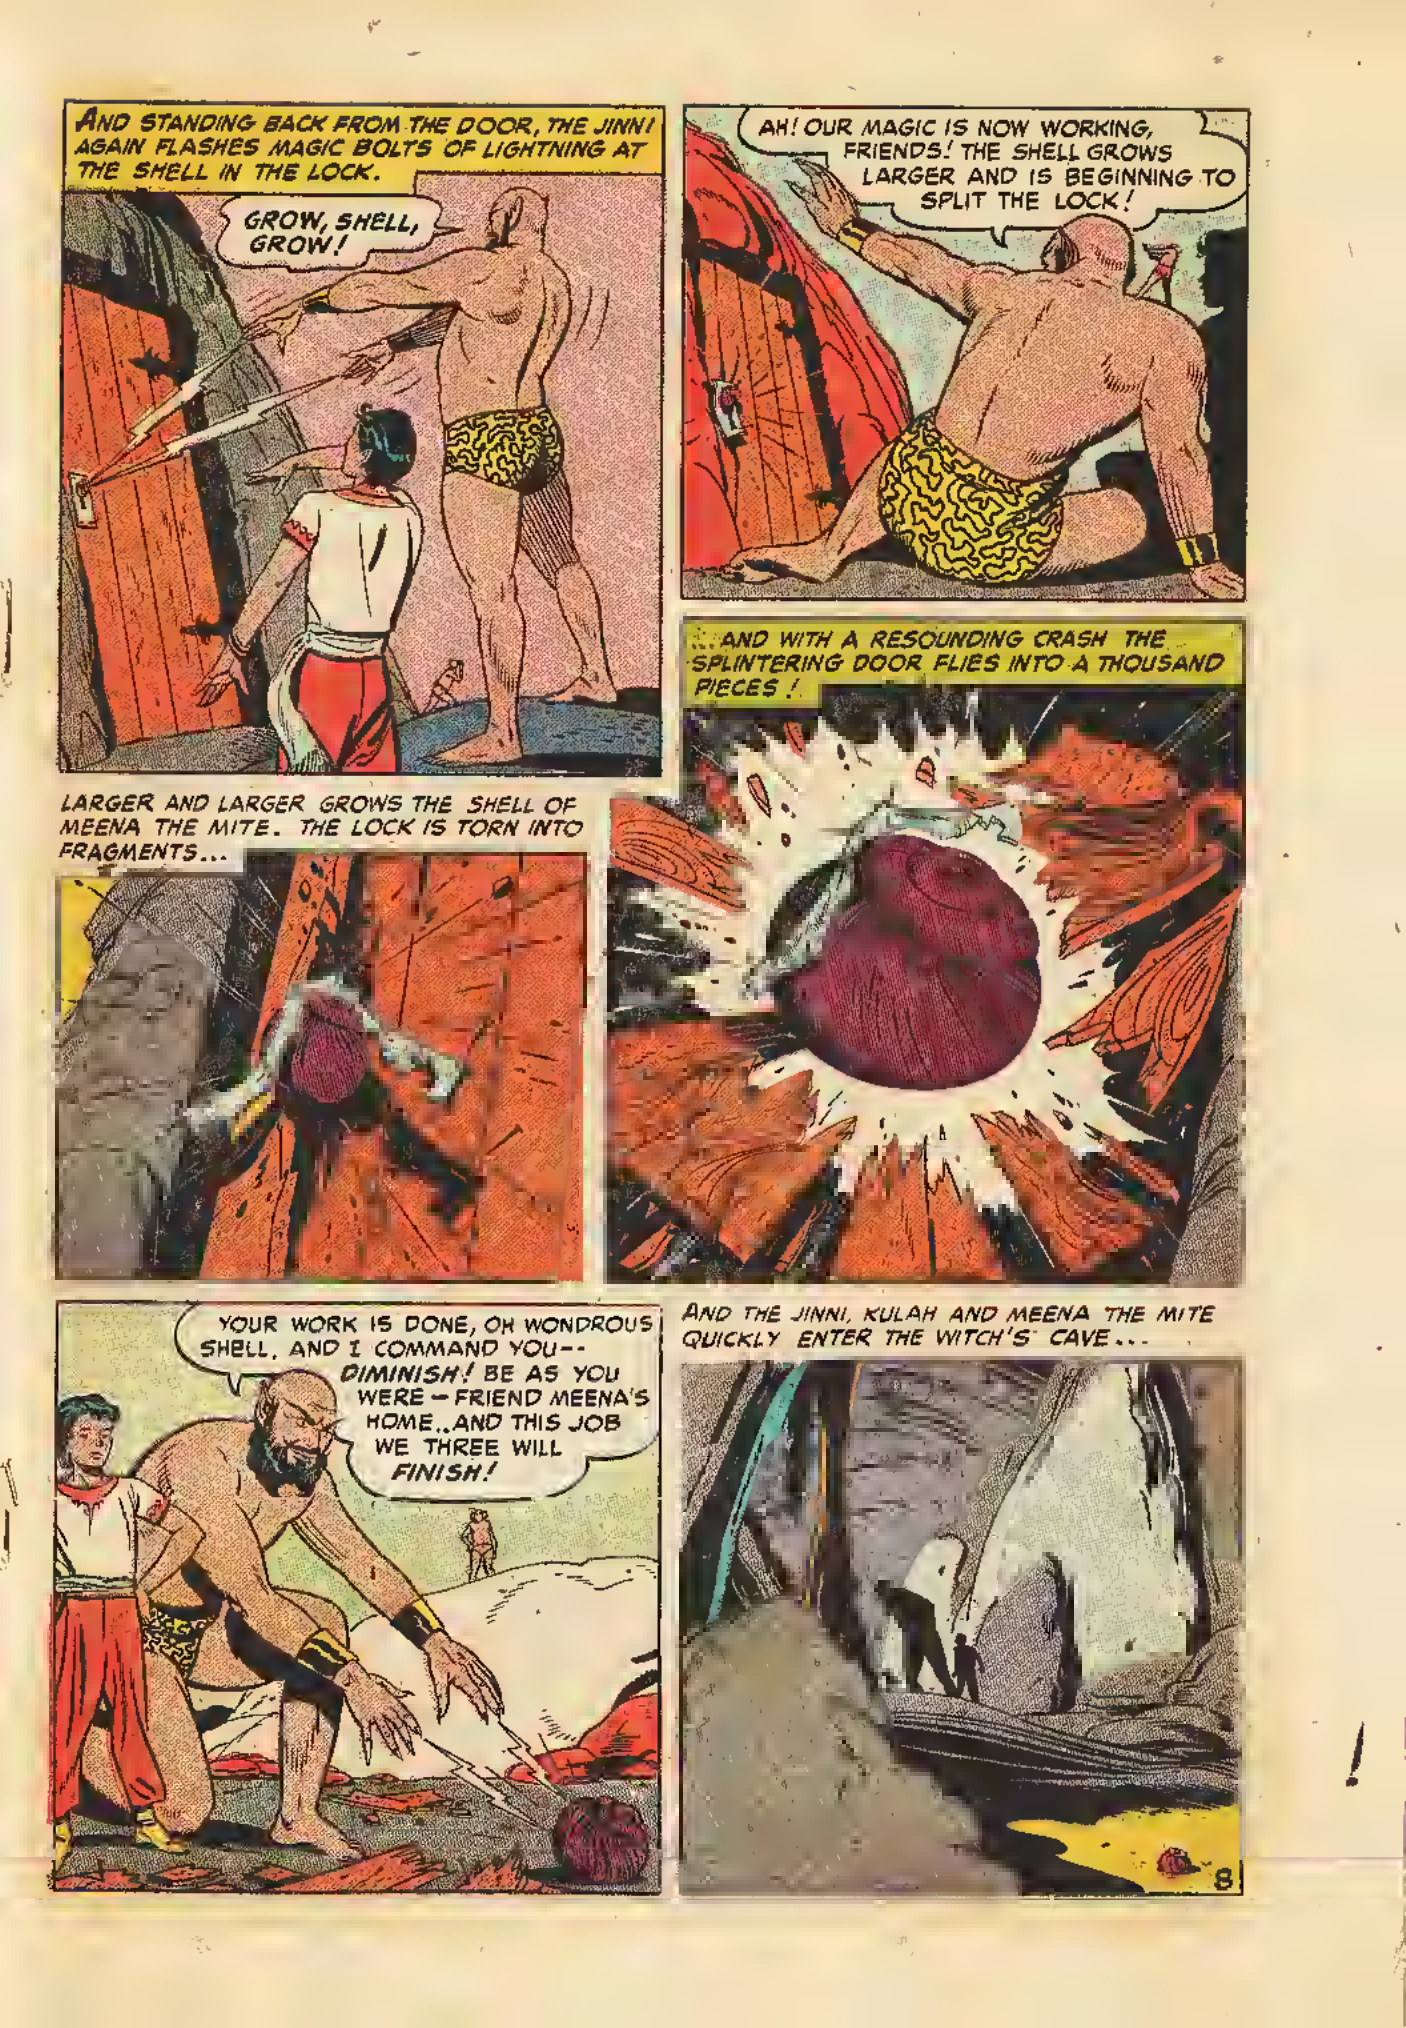 AND STANDING BACK FROM THE DOOR, THE JINNI
AGAIN FLASHES MAGIC BOLTS OF LIGHTNING AT
THE SHELL IN THE LOCK.
GROW, SHELL,
GROW!
AH! OUR MAGIC IS NOW WORKING,
FRIENDS! THE SHELL GROWS
LARGER AND IS BEGINNING TO
SPLIT THE LOCK!
LARGER AND LARGER GROWS THE SHELL OF
MEENA THE MITE. THE LOCK IS TORN INTO
FRAGMENTS...
...AND WITH A RESOUNDING CRASH THE
SPLINTERING DOOR FLIES INTO A THOUSAND
PIECES!
YOUR WORK IS DONE, OH WONDROUS
SHELL, AND I COMMAND YOU--
DIMINISH! BE AS YOU
WERE - FRIEND MEENA'S
HOME..AND THIS JOB
WE THREE WILL
FINISH!
AND THE JINNI, KULAH AND MEENA THE MITE
QUICKLY ENTER THE WITCH'S CAVE...
8